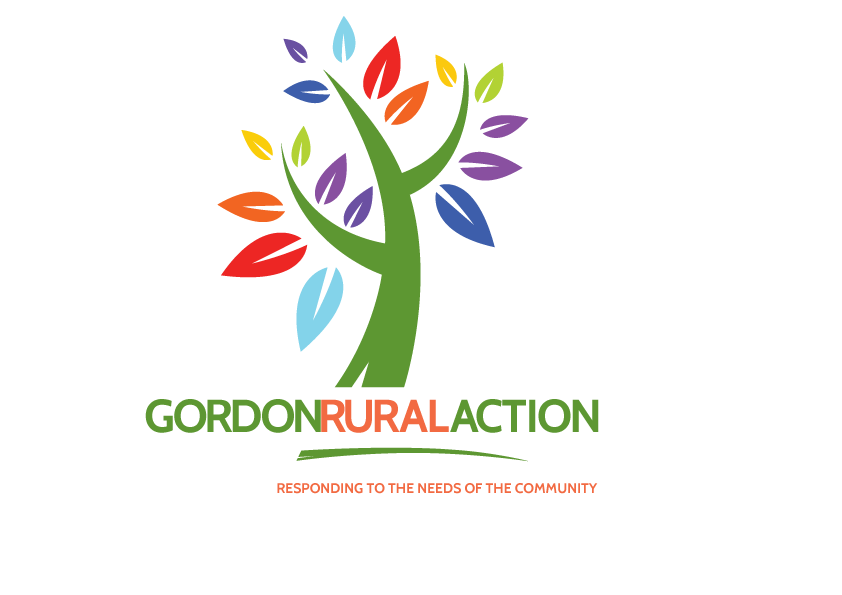 GORDONRURALACTION
RESPONDING TO THE NEEDS OF THE COMMUNITY